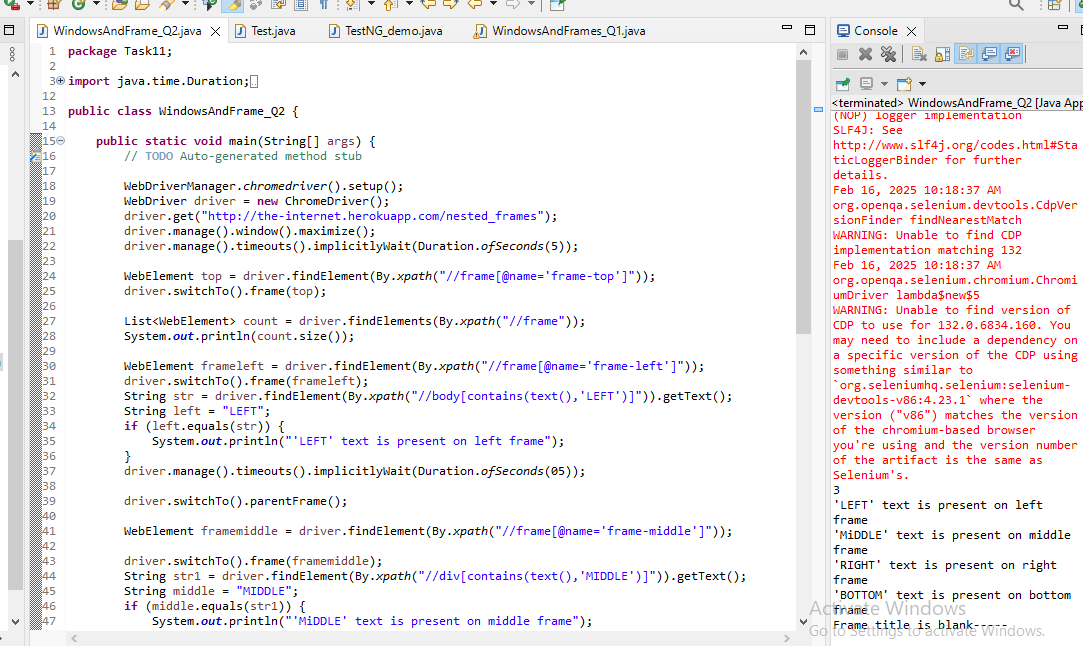 WindowsAndFrame_Q2.java
Test.java
TestNG_demo.java
WindowsAndFrames_Q1.java
1 package Task11;
2
3 import java.time.Duration;
12
13 public class WindowsAndFrame_Q2 {
14
15 public static void main(String[] args) {
16 // TODO Auto-generated method stub
17
18 WebDriverManager.chromedriver().setup();
19 WebDriver driver = new ChromeDriver();
20 driver.get("http://the-internet.herokuapp.com/nested_frames");
21 driver.manage().window().maximize();
22 driver.manage().timeouts().implicitlyWait(Duration.ofSeconds(5));
23
24 WebElement top = driver.findElement(By.xpath("//frame[@name='frame-top']"));
25 driver.switchTo().frame(top);
26
27 List<WebElement> count = driver.findElements(By.xpath("//frame"));
28 System.out.println(count.size());
29
30 WebElement frameleft = driver.findElement(By.xpath("//frame[@name='frame-left']"));
31 driver.switchTo().frame(frameleft);
32 String str = driver.findElement(By.xpath("//body[contains(text(),'LEFT')]")).getText();
33 String left = "LEFT";
34 if (left.equals(str)) {
35 System.out.println("'LEFT' text is present on left frame");
36 }
37 driver.manage().timeouts().implicitlyWait(Duration.ofSeconds(05));
38
39 driver.switchTo().parentFrame();
40
41 WebElement framemiddle = driver.findElement(By.xpath("//frame[@name='frame-middle']"));
42
43 driver.switchTo().frame(framemiddle);
44 String str1 = driver.findElement(By.xpath("//div[contains(text(),'MIDDLE')]")).getText();
45 String middle = "MIDDLE";
46 if (middle.equals(str1)) {
47 System.out.println("'MiDDLE' text is present on middle frame");
Console
<terminated> WindowsAndFrame_Q2 [Java App
(NOP) logger implementation
SLF4J: See
http://www.slf4j.org/codes.html#Sta
ticLoggerBinder for further
details.
Feb 16, 2025 10:18:37 AM
org.openqa.selenium.devtools.CdpVer
sionFinder findNearestMatch
WARNING: Unable to find CDP
implementation matching 132
Feb 16, 2025 10:18:37 AM
org.openqa.selenium.chromium.Chromi
umDriver lambda$new$5
WARNING: Unable to find version of
CDP to use for 132.0.6834.160. You
may need to include a dependency on
a specific version of the CDP using
something similar to
`org.seleniumhq.selenium:selenium-
devtools-v86:4.23.1` where the
version ("v86") matches the version
of the chromium-based browser
you're using and the version number
of the artifact is the same as
Selenium's.
3
'LEFT' text is present on left
frame
'MiDDLE' text is present on middle
frame
'RIGHT' text is present on right
frame
'BOTTOM' text is present on bottom
frame
Frame title is blank-----
Activate Windows
Go to Settings to activate Windows.